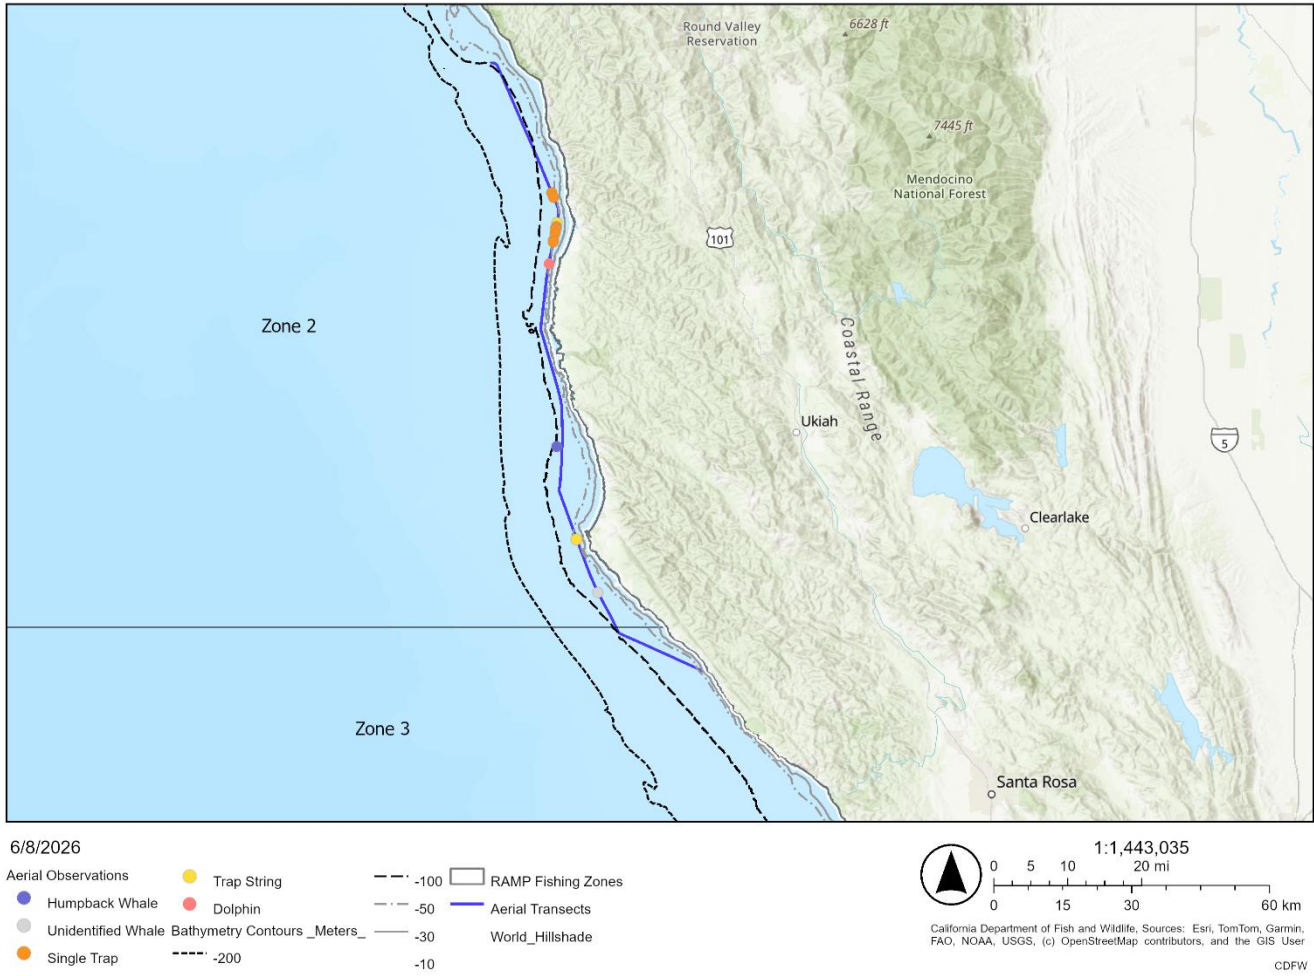 Round Valley
Reservation
6628 ft
7445 ft
Mendocino
National Forest
101
Zone 2
Coastal Range
Ukiah
5
Clearlake
Zone 3
Santa Rosa
6/8/2026
Aerial Observations
Humpback Whale
Unidentified Whale
Single Trap
Trap String
Dolphin
Bathymetry Contours _Meters_
-200
-100
-50
-30
-10
RAMP Fishing Zones
Aerial Transects
World_Hillshade
1:1,443,035
0 5 10 20 mi
0 15 30 60 km
California Department of Fish and Wildlife, Sources: Esri, TomTom, Garmin,
FAO, NOAA, USGS, (c) OpenStreetMap contributors, and the GIS User
CDFW